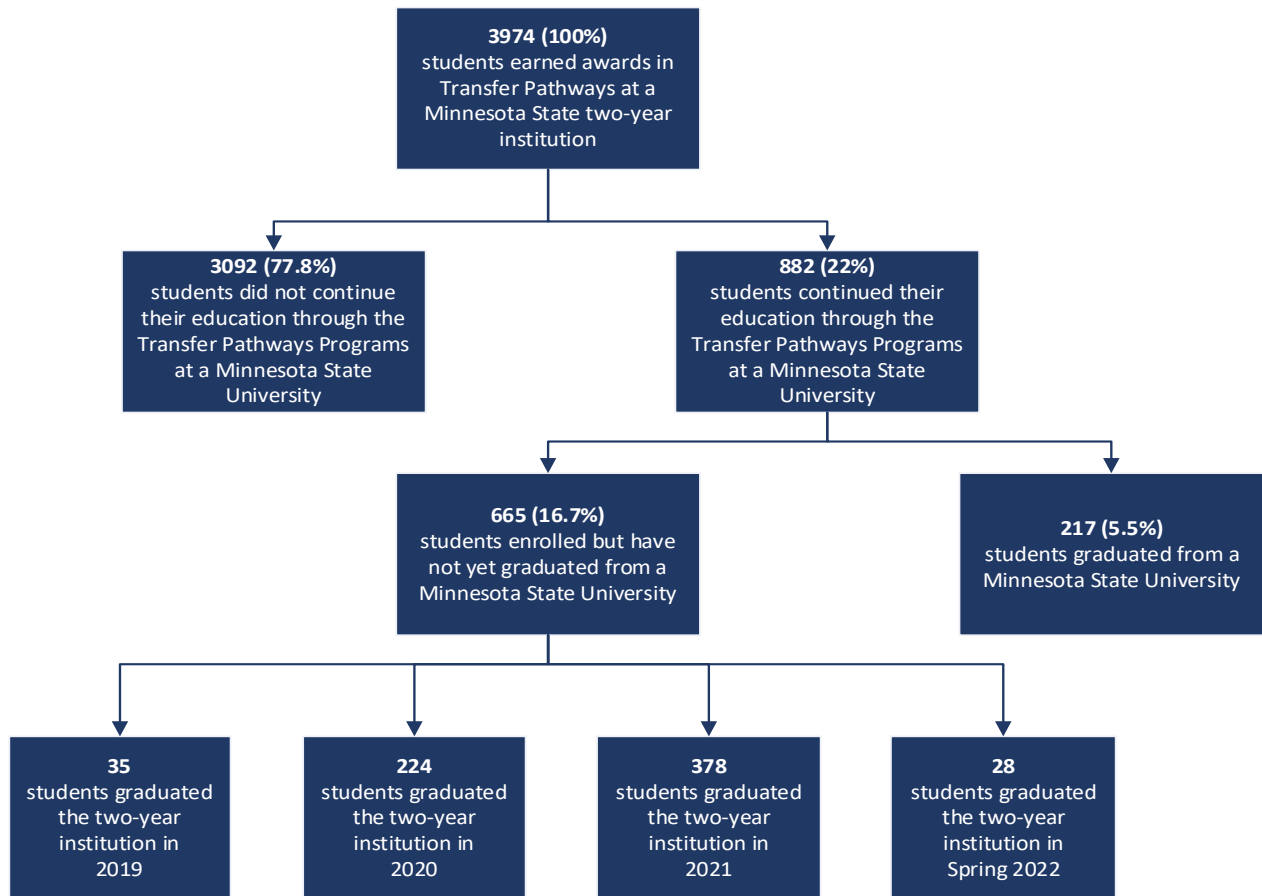 3974 (100%)
students earned awards in
Transfer Pathways at a
Minnesota State two-year
institution
3092 (77.8%)
students did not continue
their education through the
Transfer Pathways Programs
at a Minnesota State
University
882 (22%)
students continued their
education through the
Transfer Pathways Programs
at a Minnesota State
University
665 (16.7%)
students enrolled but have
not yet graduated from a
Minnesota State University
217 (5.5%)
students graduated from a
Minnesota State University
35
students graduated
the two-year
institution in
2019
224
students graduated
the two-year
institution in
2020
378
students graduated
the two-year
institution in
2021
28
students graduated
the two-year
institution in
Spring 2022